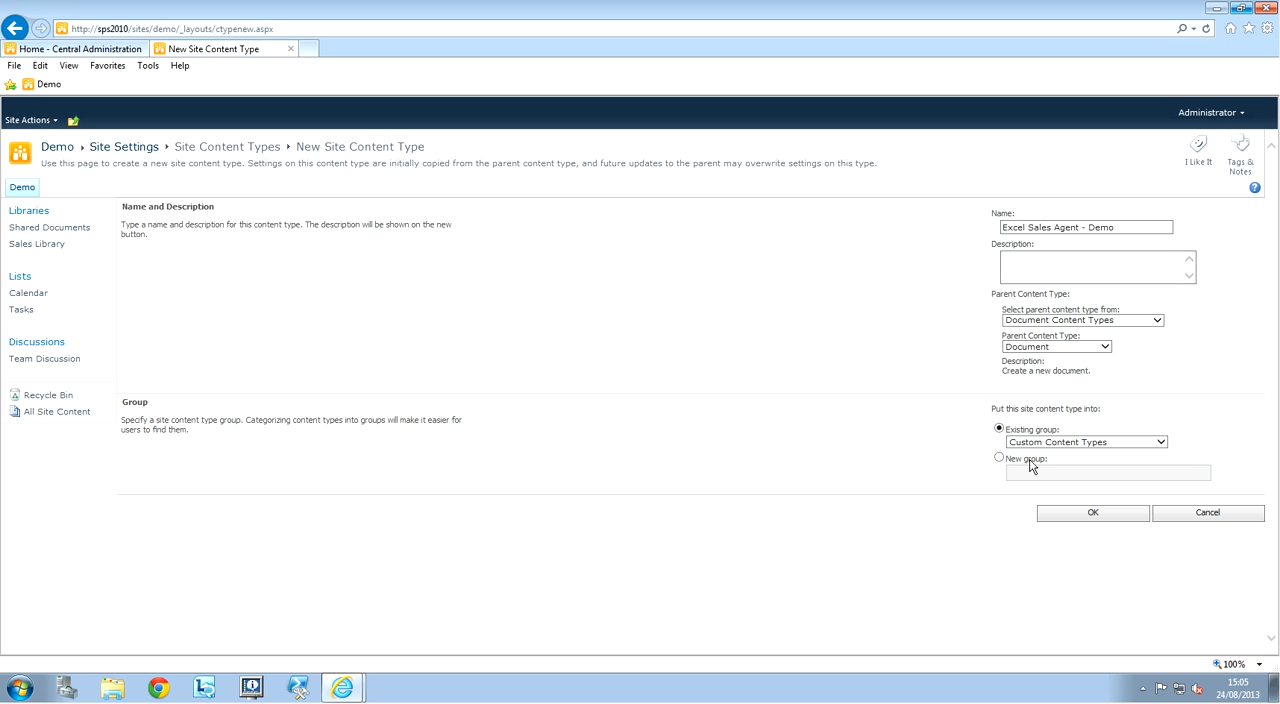 http://sps2010/sites/demo/_layouts/ctypenew.aspx
Home - Central Administration
New Site Content Type
File Edit View Favorites Tools Help
Demo
Site Actions
Administrator
Demo Site Settings Site Content Types New Site Content Type
Use this page to create a new site content type. Settings on this content type are initially copied from the parent content type, and future updates to the parent may overwrite settings on this type.
I Like It
Tags &
Notes
Demo
Libraries
Shared Documents
Sales Library
Lists
Calendar
Tasks
Discussions
Team Discussion
Recycle Bin
All Site Content
Name and Description
Type a name and description for this content type. The description will be shown on the new
button.
Name:
Excel Sales Agent - Demo
Description:
Parent Content Type:
Select parent content type from:
Document Content Types
Parent Content Type:
Document
Description:
Create a new document.
Group
Specify a site content type group. Categorizing content types into groups will make it easier for
users to find them.
Put this site content type into:
Existing group:
Custom Content Types
New group:
OK
Cancel
100%
15:05
24/08/2013